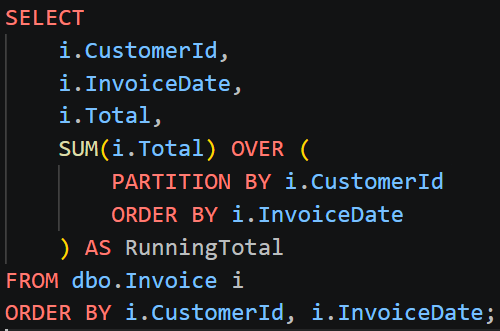 SELECT
    i.CustomerId,
    i.InvoiceDate,
    i.Total,
    SUM(i.Total) OVER (
        PARTITION BY i.CustomerId
        ORDER BY i.InvoiceDate
    ) AS RunningTotal
FROM dbo.Invoice i
ORDER BY i.CustomerId, i.InvoiceDate;